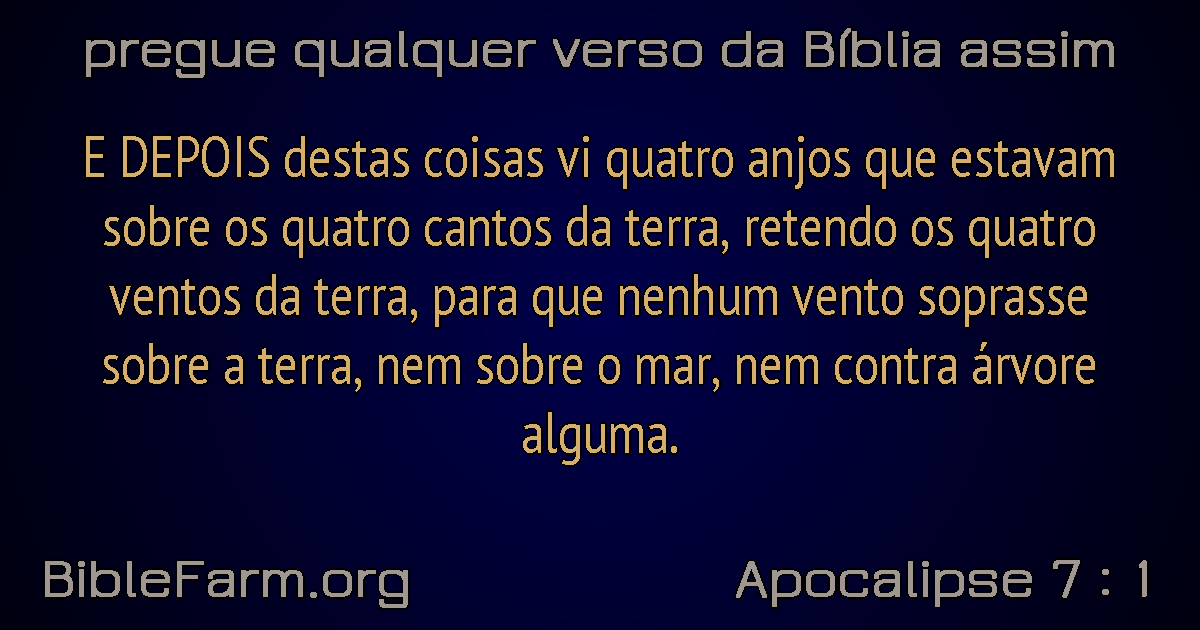 pregue qualquer verso da Bíblia assim
E DEPOIS destas coisas vi quatro anjos que estavam
sobre os quatro cantos da terra, retendo os quatro
ventos da terra, para que nenhum vento soprasse
sobre a terra, nem sobre o mar, nem contra árvore
alguma.
BibleFarm.org
Apocalipse 7 : 1